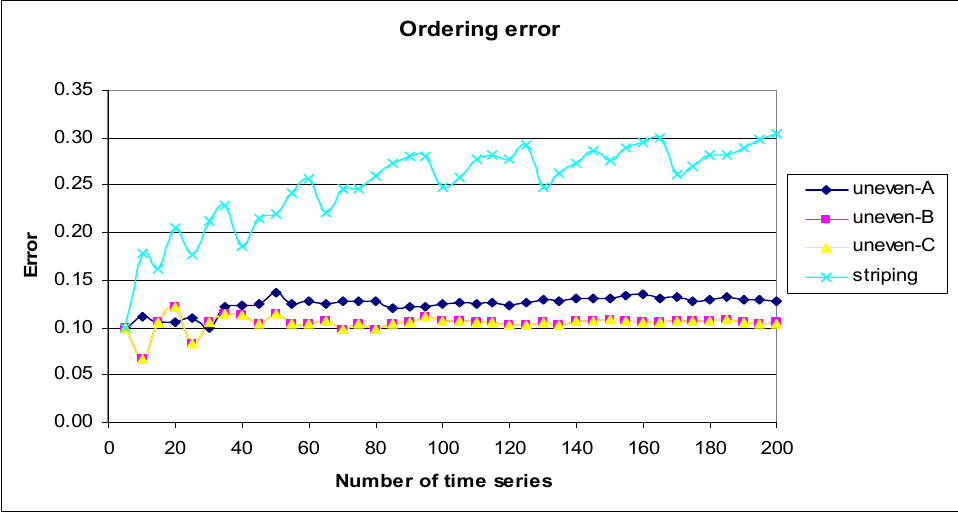 Ordering error
0.35
0.30
0.25
0.20
0.15
0.10
0.05
0.00
Error
0 20 40 60 80 100 120 140 160 180 200
Number of time series
uneven-A
uneven-B
uneven-C
striping